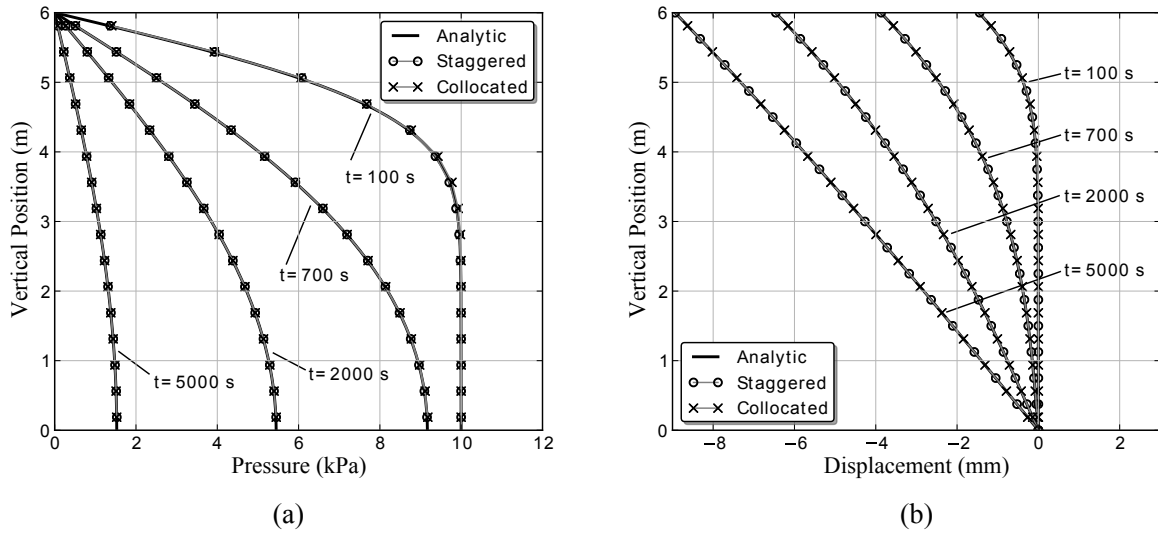 6
5
4
3
2
1
0
Vertical Position (m)
Analytic
Staggered
Collocated
t= 100 s
t= 700 s
t= 2000 s
t= 5000 s
0 2 4 6 8 10 12
Pressure (kPa)
(a)
6
5
4
3
2
1
0
Vertical Position (m)
t= 100 s
t= 700 s
t= 2000 s
t= 5000 s
Analytic
Staggered
Collocated
−8 −6 −4 −2 0 2
Displacement (mm)
(b)